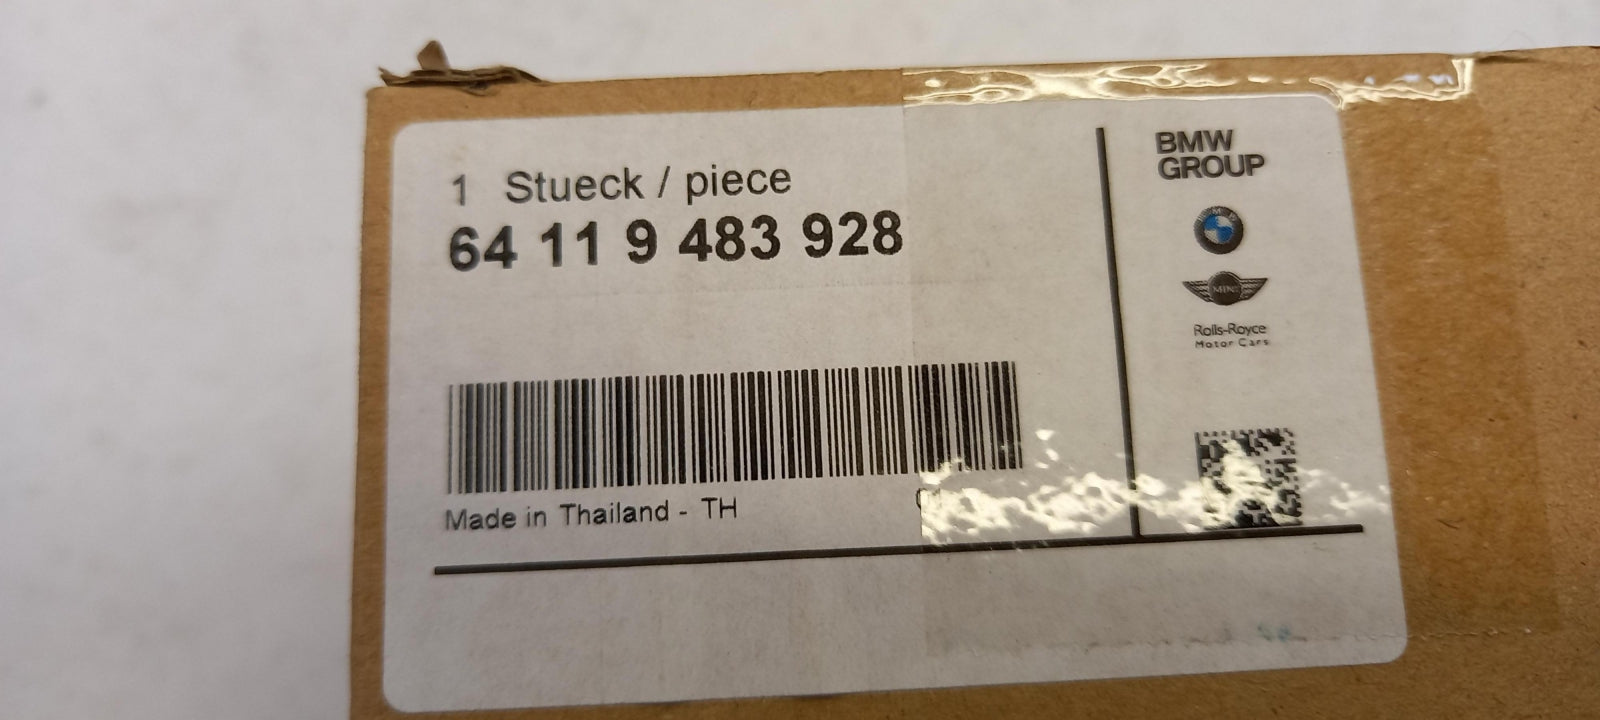 1 Stueck / piece
64 11 9 483 928
Made in Thailand - TH
BMW
GROUP
BMW
MINI
Rolls-Royce
Motor Cars